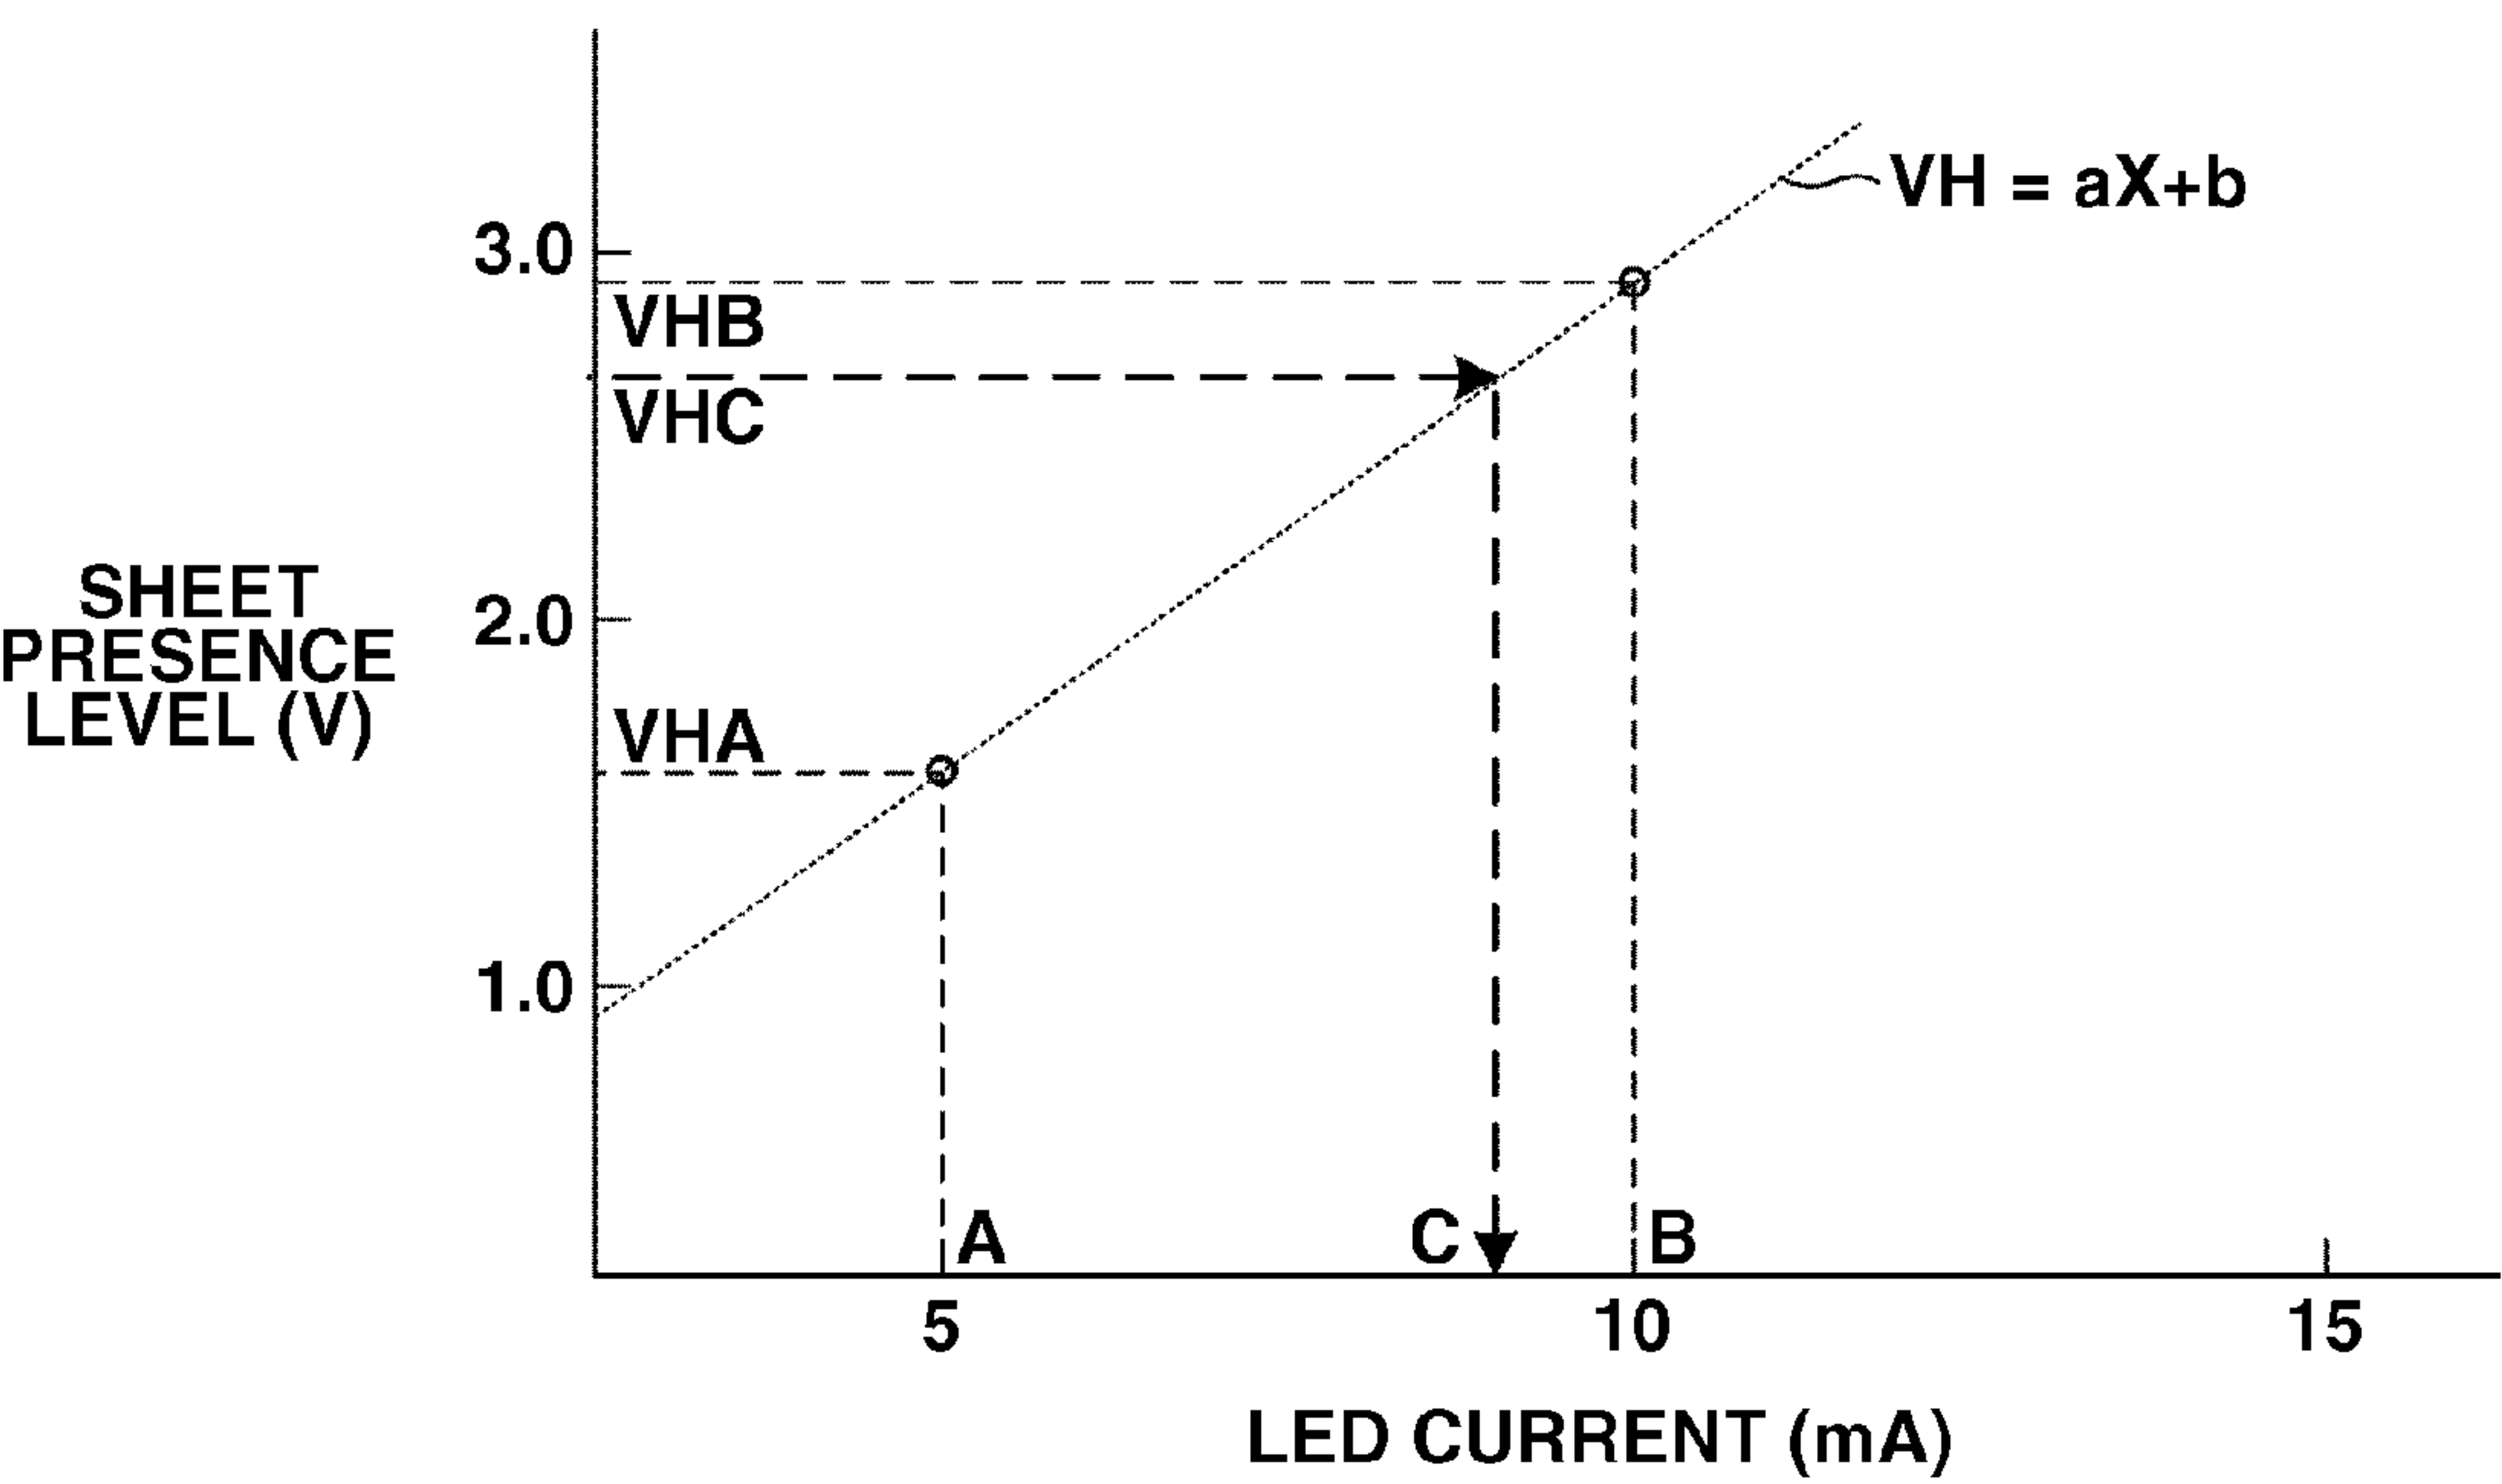 VH = aX+b
3.0
VHB
VHC
2.0
SHEET
PRESENCE
LEVEL (V)
VHA
1.0
A
C
B
5
10
15
LED CURRENT (mA)